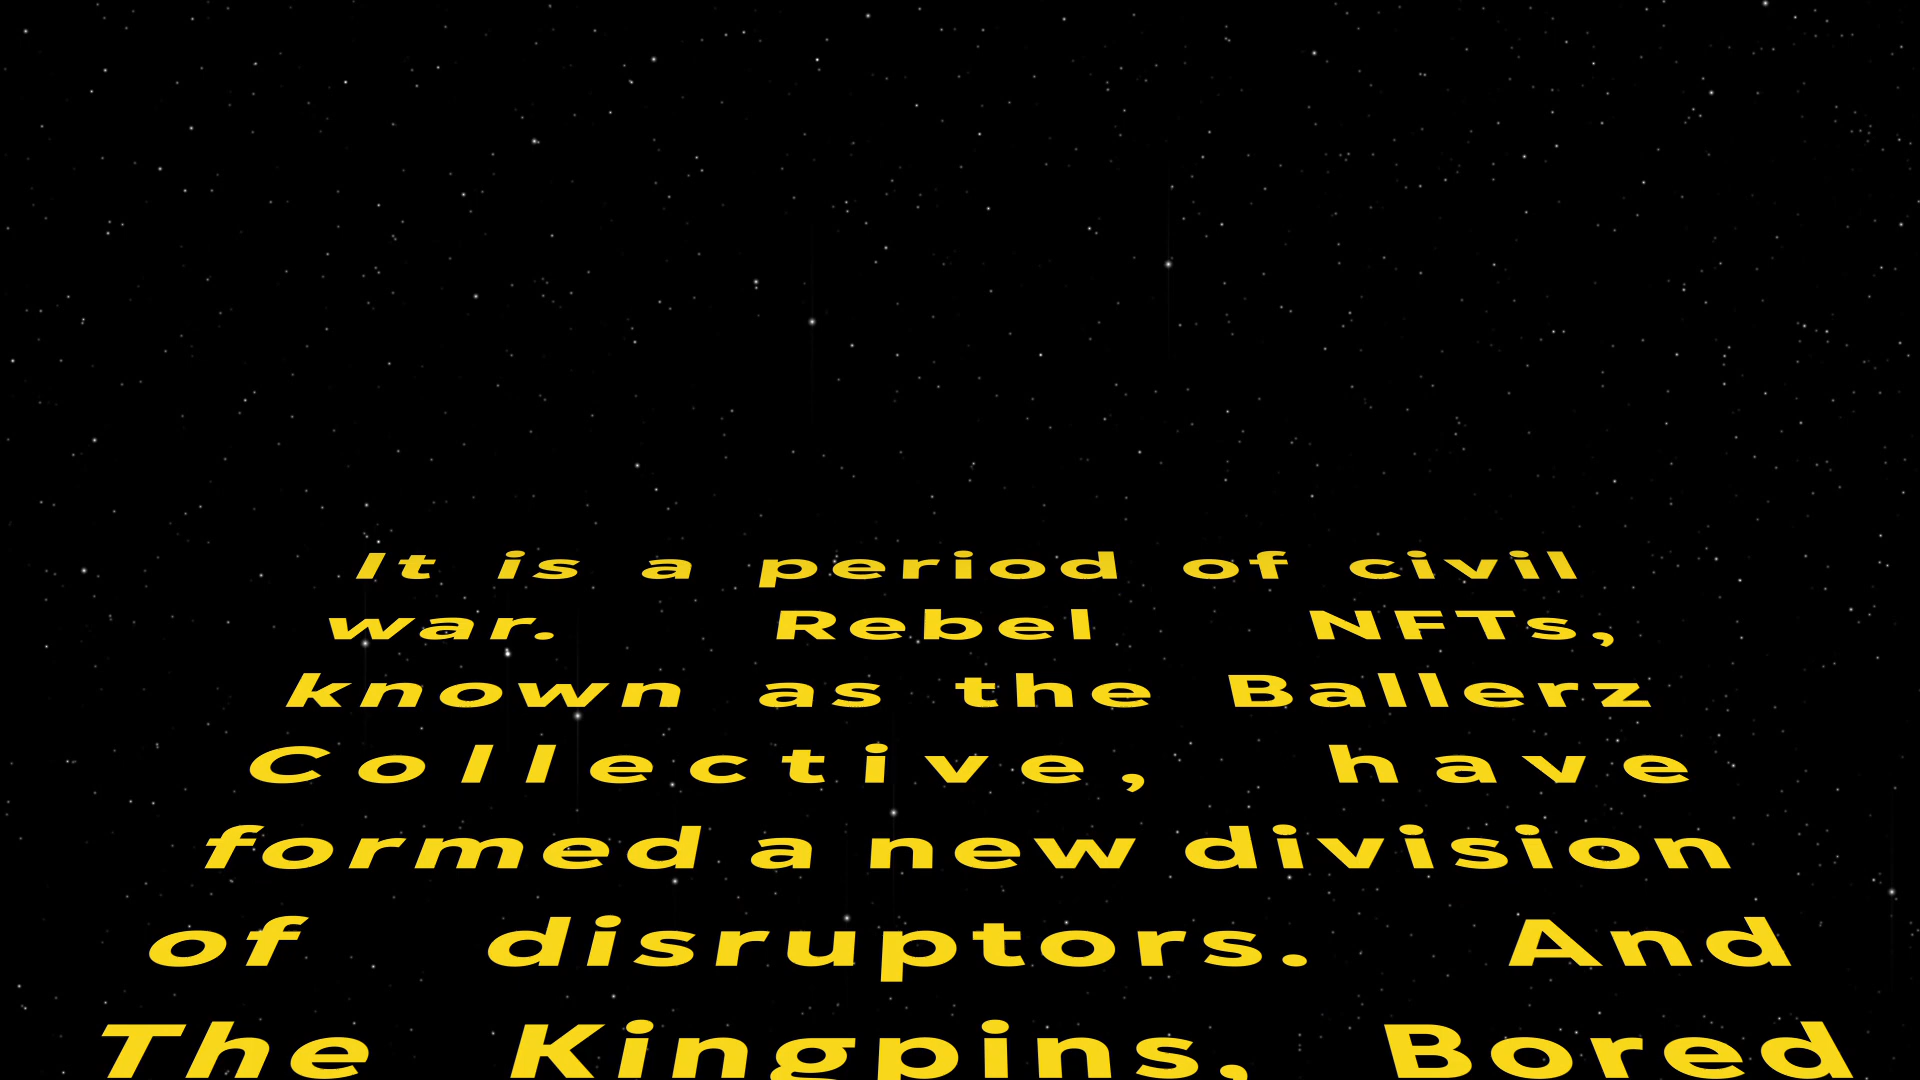 It is a period of civil
war. Rebel NFTs,
known as the Ballerz
Collective, have
formed a new division
of disruptors. And
The Kingpins, Bored